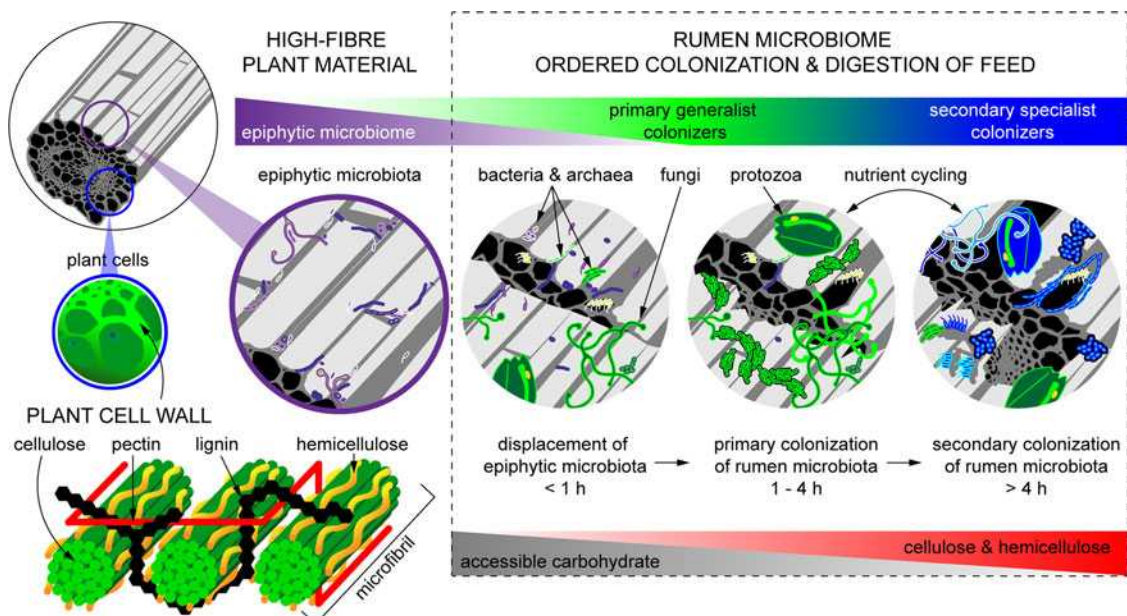 HIGH-FIBRE
PLANT MATERIAL
RUMEN MICROBIOME
ORDERED COLONIZATION & DIGESTION OF FEED
epiphytic microbiome
primary generalist
colonizers
secondary specialist
colonizers
epiphytic microbiota
bacteria & archaea
fungi
protozoa
nutrient cycling
plant cells
PLANT CELL WALL
cellulose
pectin
lignin
hemicellulose
microfibril
displacement of
epiphytic microbiota
< 1 h
primary colonization
of rumen microbiota
1 - 4 h
secondary colonization
of rumen microbiota
> 4 h
accessible carbohydrate
cellulose & hemicellulose